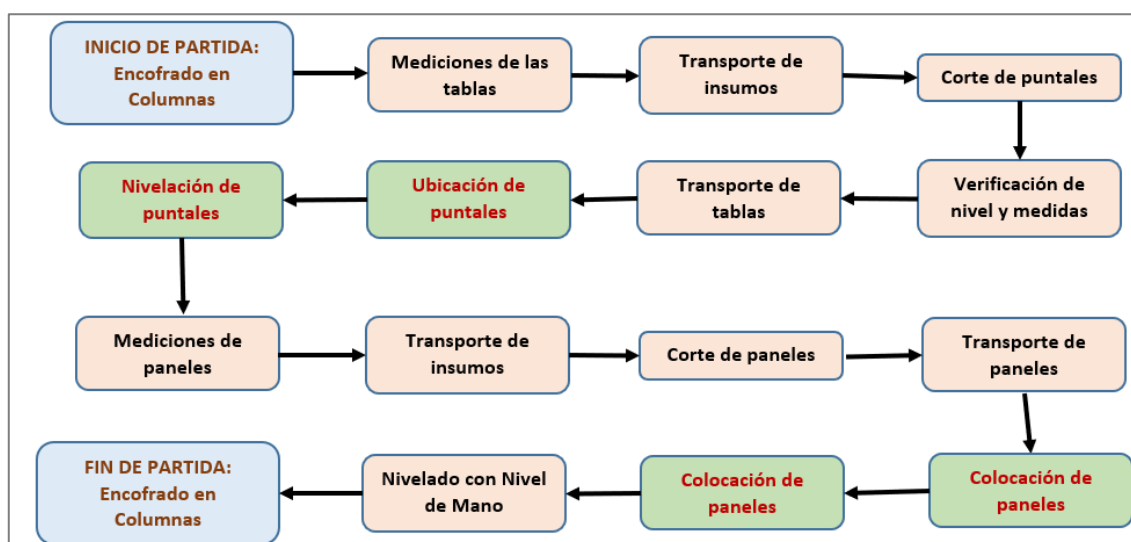 INICIO DE PARTIDA:
Encofrado en
Columnas
Mediciones de las
tablas
Transporte de
insumos
Corte de puntales
Verificación de
nivel y medidas
Transporte de
tablas
Ubicación de
puntales
Nivelación de
puntales
Mediciones de
paneles
Transporte de
insumos
Corte de paneles
Transporte de
paneles
Colocación de
paneles
Colocación de
paneles
Nivelado con Nivel
de Mano
FIN DE PARTIDA:
Encofrado en
Columnas